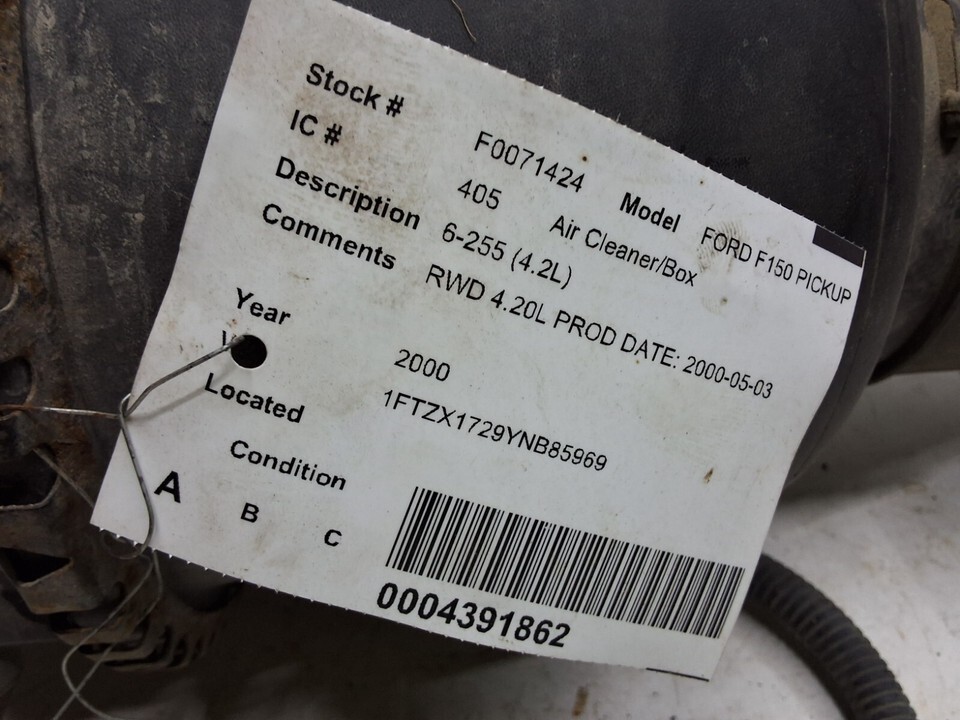 Stock # F0071424 Model FORD F150 PICKUP
IC # 405 Air Cleaner/Box
Description 6-255 (4.2L)
Comments RWD 4.20L PROD DATE: 2000-05-03
Year 2000
1FTZX1729YNB85969
Located
Condition
A B C
0004391862